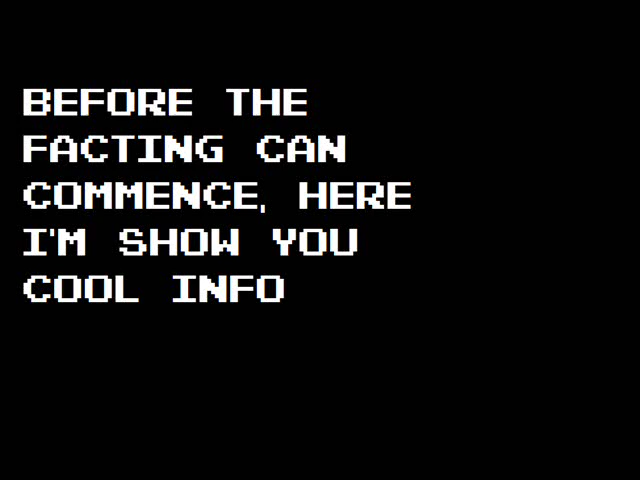 BEFORE THE
FACTING CAN
COMMENCE, HERE
I'M SHOW YOU
COOL INFO